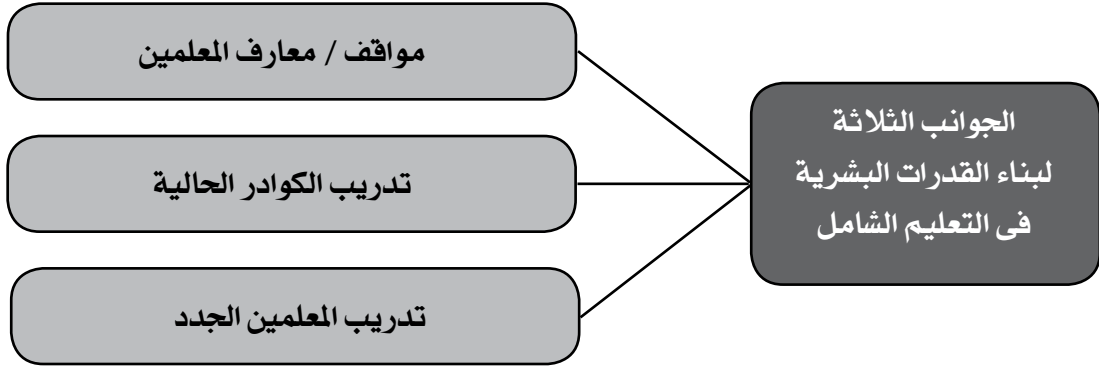 الجوانب الثلاثة
لبناء القدرات البشرية
فى التعليم الشامل
مواقف / معارف المعلمين
تدريب الكوادر الحالية
تدريب المعلمين الجدد